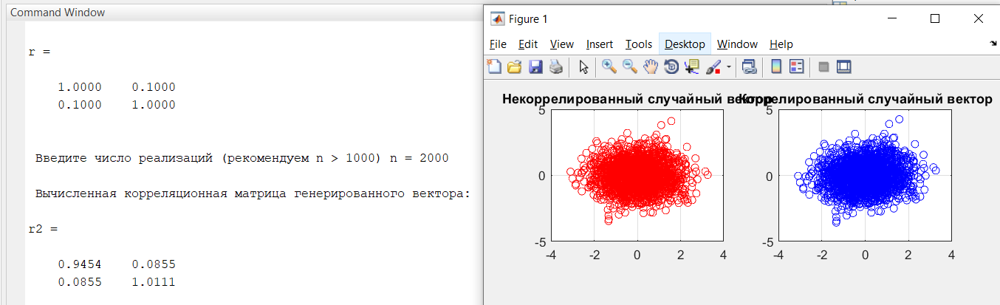 Command Window
r =
1.0000 0.1000
0.1000 1.0000
Введите число реализаций (рекомендуем n > 1000) n = 2000
Вычисленная корреляционная матрица генерированного вектора:
r2 =
0.9454 0.0855
0.0855 1.0111
Figure 1
File Edit View Insert Tools Desktop Window Help
Некоррелированный случайный вектор
Коррелированный случайный вектор
5
0
-5
-4 -2 0 2 4
5
0
-5
-4 -2 0 2 4